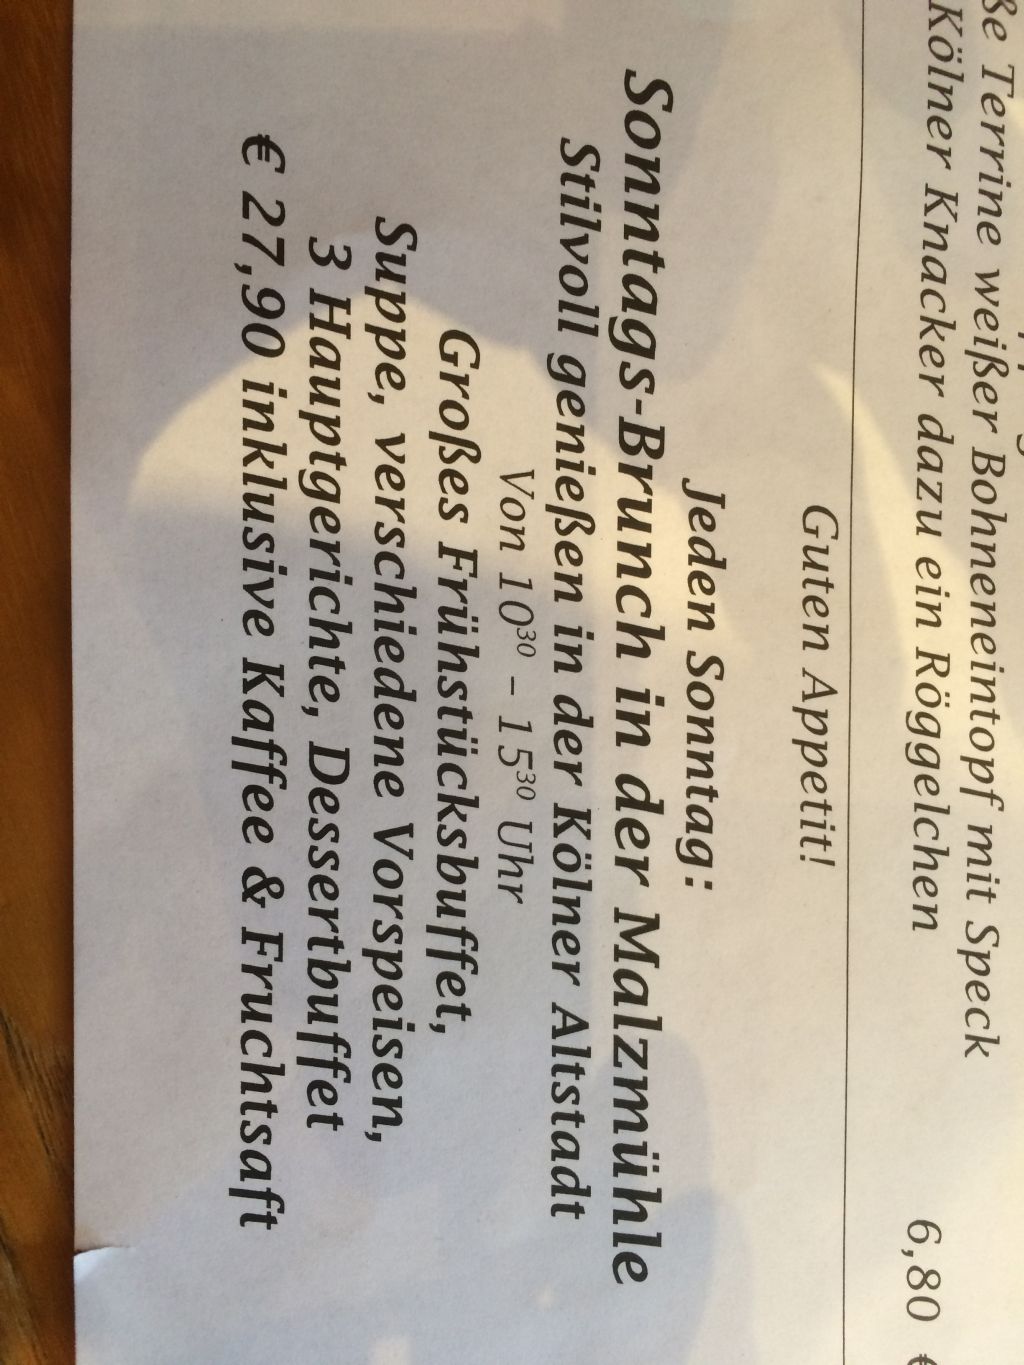 ße Terrine weißer Bohneneintopf mit Speck
Kölner Knacker dazu ein Röggelchen 6,80 €
Guten Appetit!
Jeden Sonntag:
Sonntags-Brunch in der Malzmühle
Stilvoll genießen in der Kölner Altstadt
Von 10³⁰ – 15³⁰ Uhr
Großes Frühstücksbuffet,
Suppe, verschiedene Vorspeisen,
3 Hauptgerichte, Dessertbuffet
€ 27,90 inklusive Kaffee & Fruchtsaft